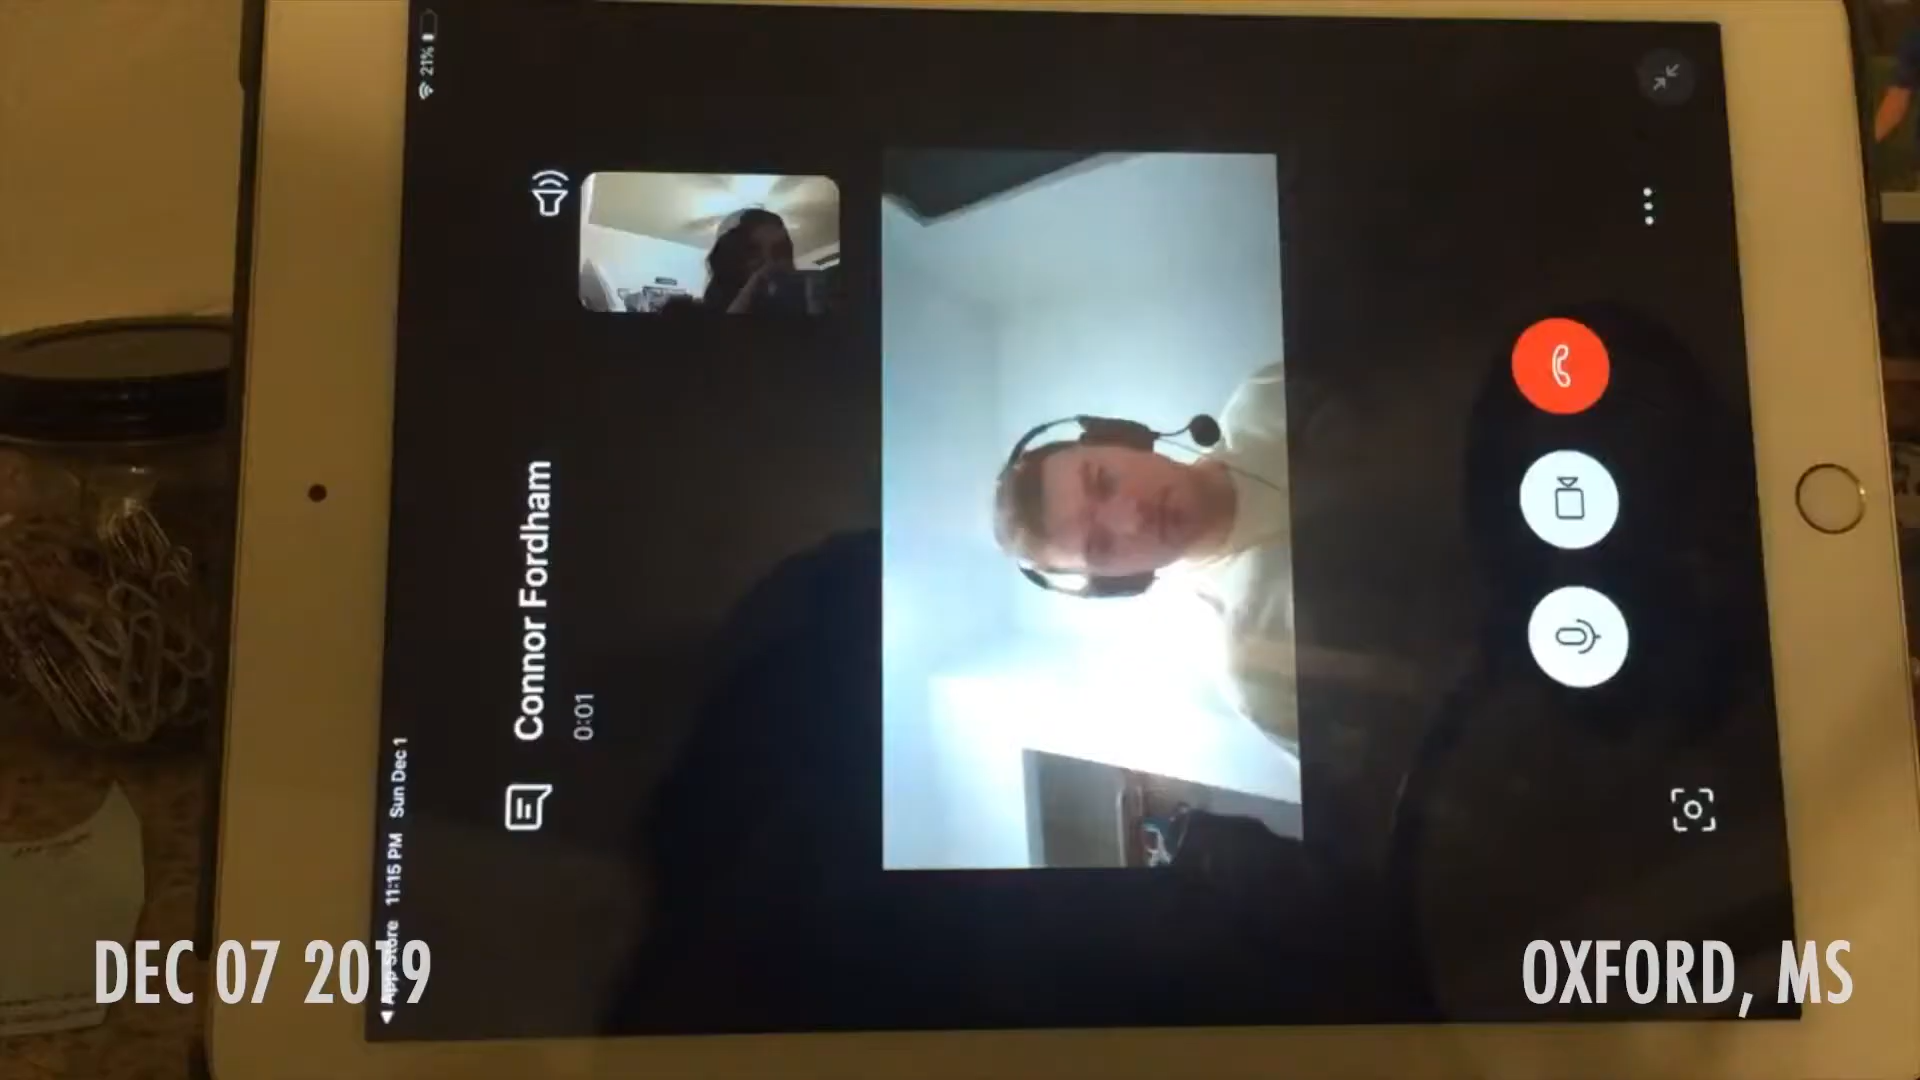 App Store 11:15 PM Sun Dec 1
21%
Connor Fordham
0:01
DEC 07 2019
OXFORD, MS